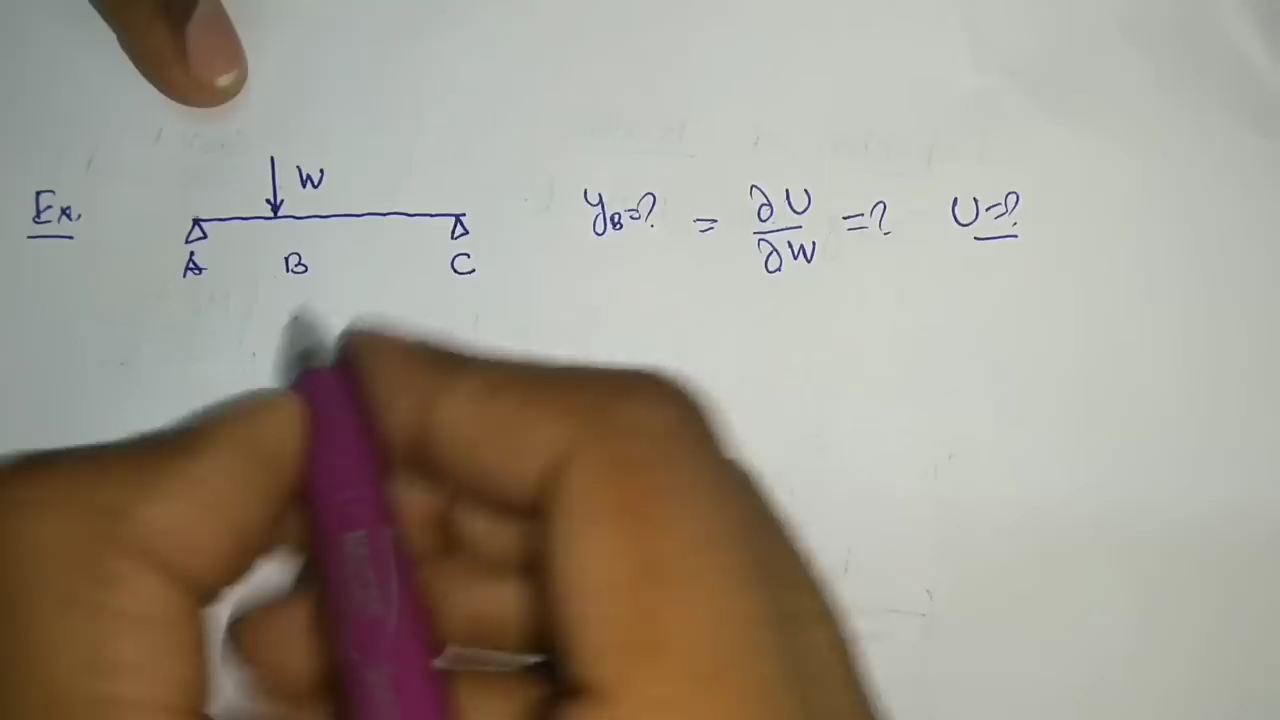 W
Ex.
y_B=? = ∂U/∂W =? U=?
A B C